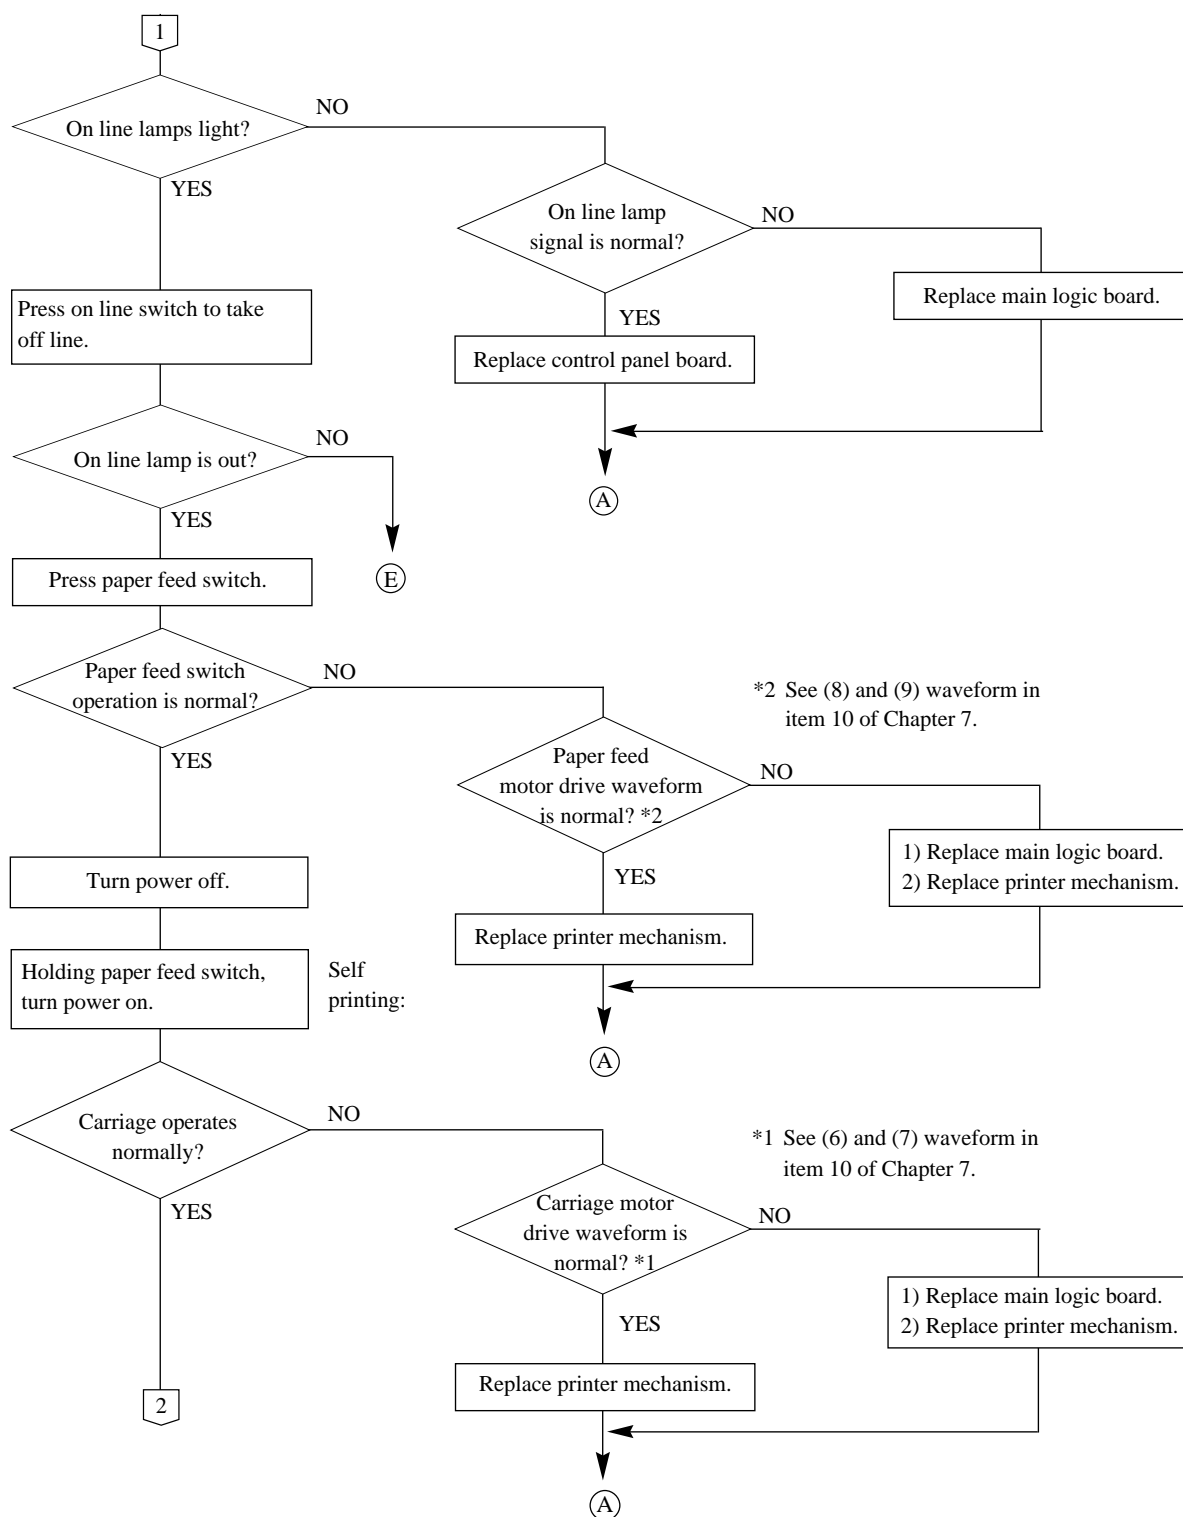 1
On line lamps light?
NO
YES
On line lamp
signal is normal?
NO
YES
Press on line switch to take
off line.
Replace main logic board.
Replace control panel board.
On line lamp is out?
NO
YES
A
Press paper feed switch.
E
Paper feed switch
operation is normal?
NO
YES
*2 See (8) and (9) waveform in
item 10 of Chapter 7.
Paper feed
motor drive waveform
is normal? *2
NO
YES
1) Replace main logic board.
2) Replace printer mechanism.
Turn power off.
Replace printer mechanism.
Holding paper feed switch,
turn power on.
Self
printing:
A
Carriage operates
normally?
NO
YES
*1 See (6) and (7) waveform in
item 10 of Chapter 7.
Carriage motor
drive waveform is
normal? *1
NO
YES
1) Replace main logic board.
2) Replace printer mechanism.
Replace printer mechanism.
2
A